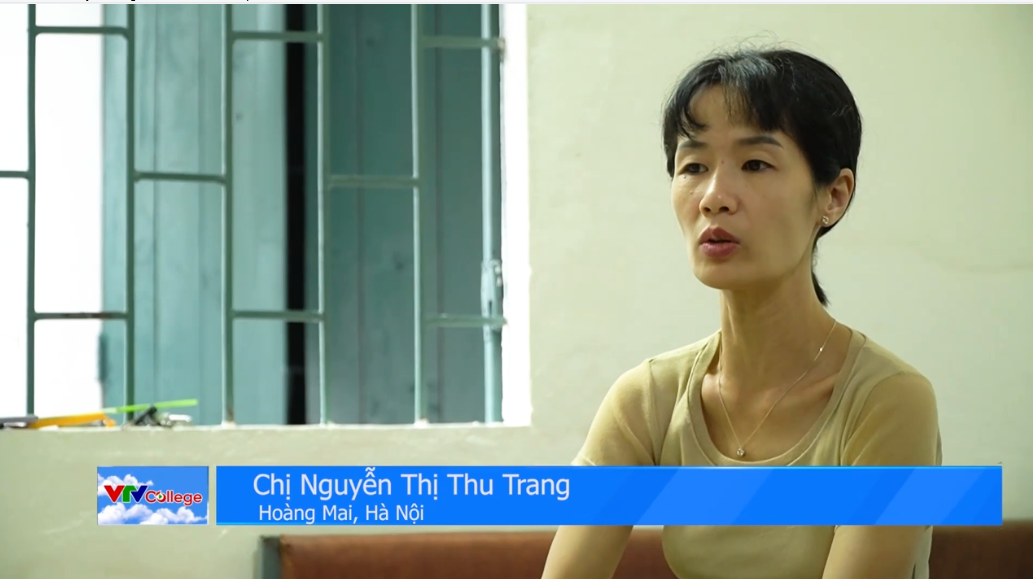 Chị Nguyễn Thị Thu Trang
VTV College
Hoàng Mai, Hà Nội